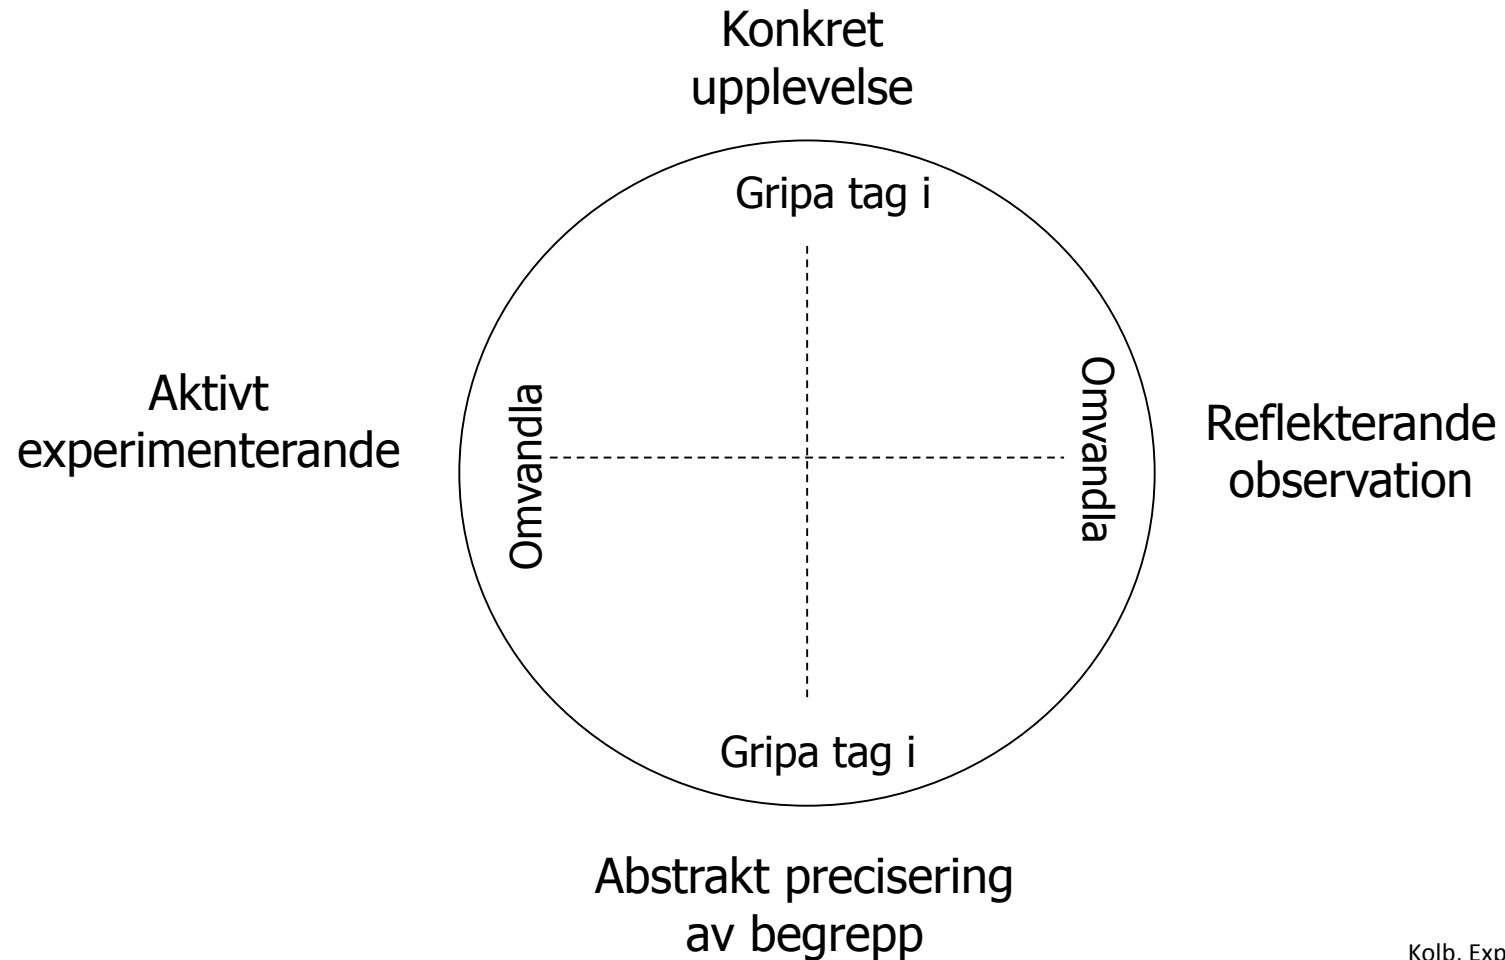 Konkret
upplevelse
Gripa tag i
Aktivt
experimenterande
Omvandla
Omvandla
Reflekterande
observation
Gripa tag i
Abstrakt precisering
av begrepp
Kolb, Exp